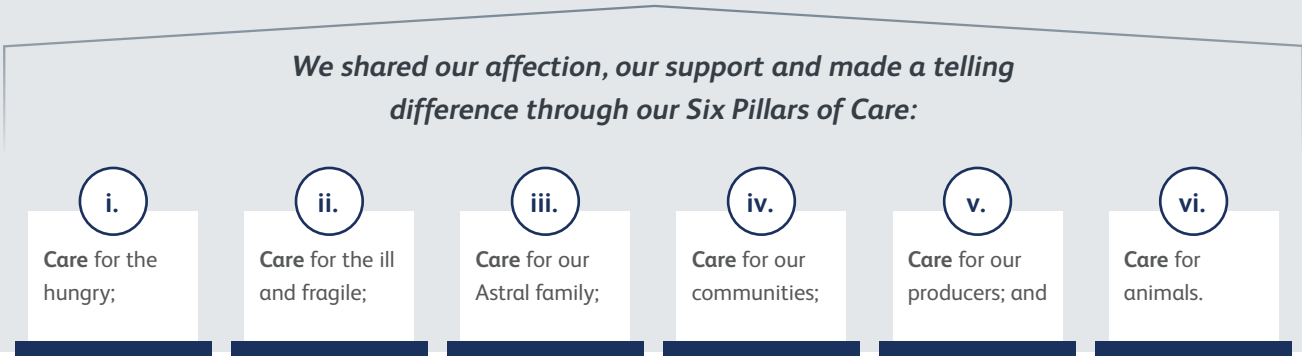 We shared our affection, our support and made a telling
difference through our Six Pillars of Care:
i.
Care for the
hungry;
ii.
Care for the ill
and fragile;
iii.
Care for our
Astral family;
iv.
Care for our
communities;
v.
Care for our
producers; and
vi.
Care for
animals.